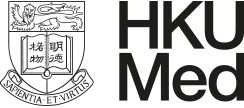 HKU
Med
明德
格物
SAPIENTIA·ET·VIRTUS